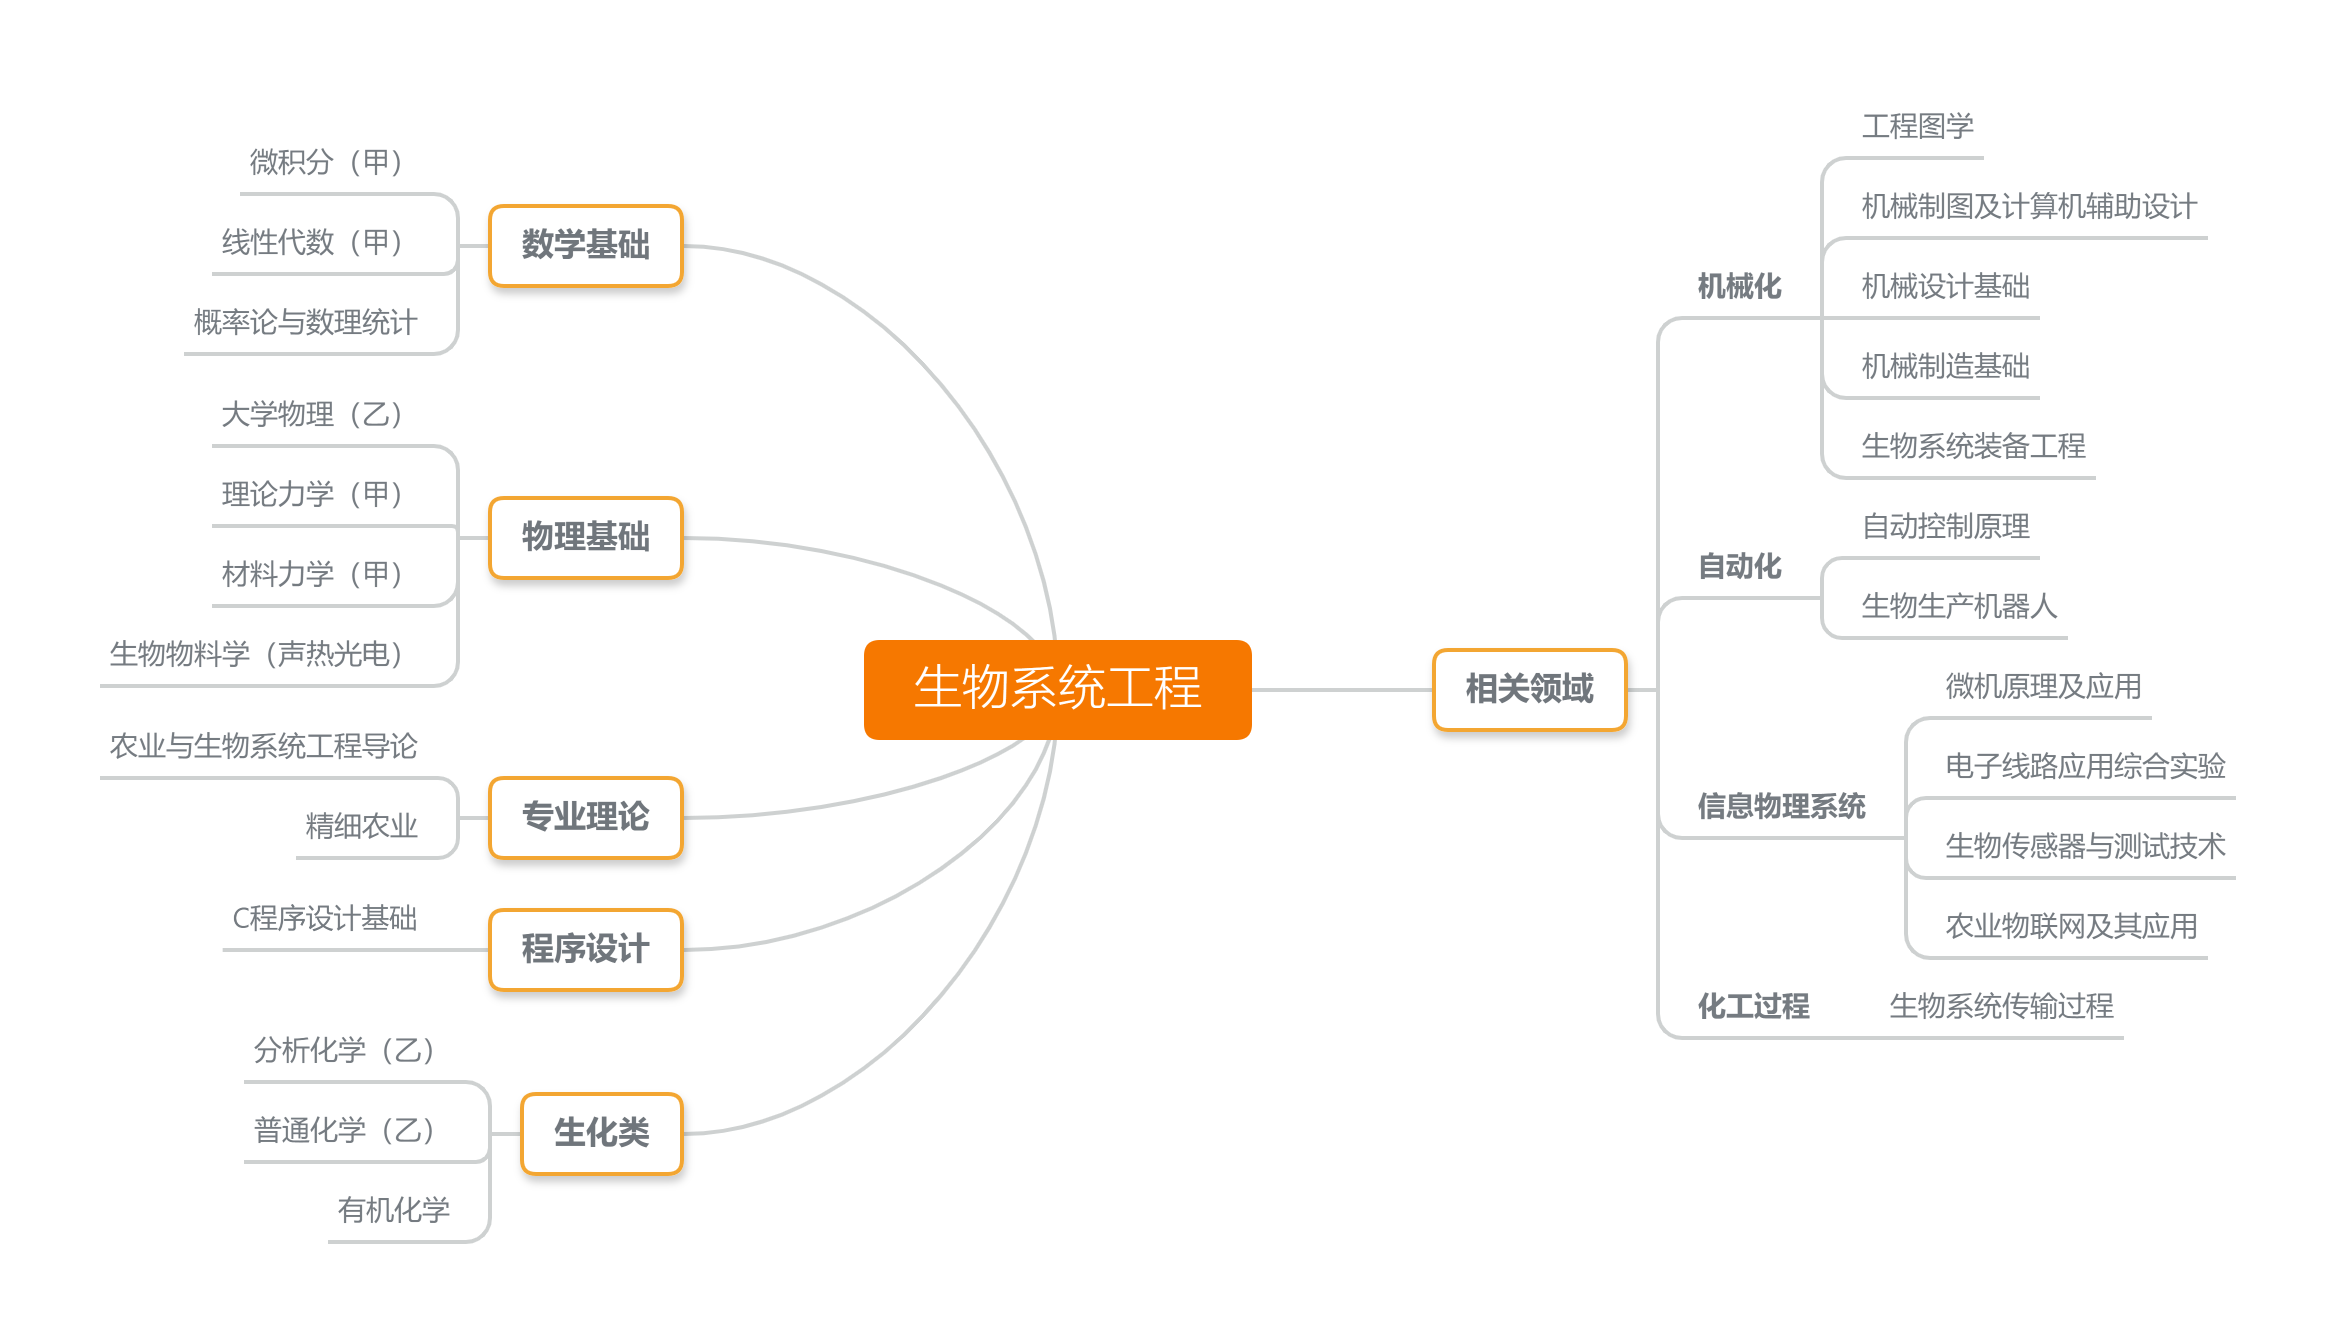 生物系统工程
数学基础
微积分（甲）
线性代数（甲）
概率论与数理统计
物理基础
大学物理（乙）
理论力学（甲）
材料力学（甲）
生物物料学（声热光电）
专业理论
农业与生物系统工程导论
精细农业
程序设计
C程序设计基础
生化类
分析化学（乙）
普通化学（乙）
有机化学
相关领域
机械化
工程图学
机械制图及计算机辅助设计
机械设计基础
机械制造基础
生物系统装备工程
自动化
自动控制原理
生物生产机器人
信息物理系统
微机原理及应用
电子线路应用综合实验
生物传感器与测试技术
农业物联网及其应用
化工过程
生物系统传输过程